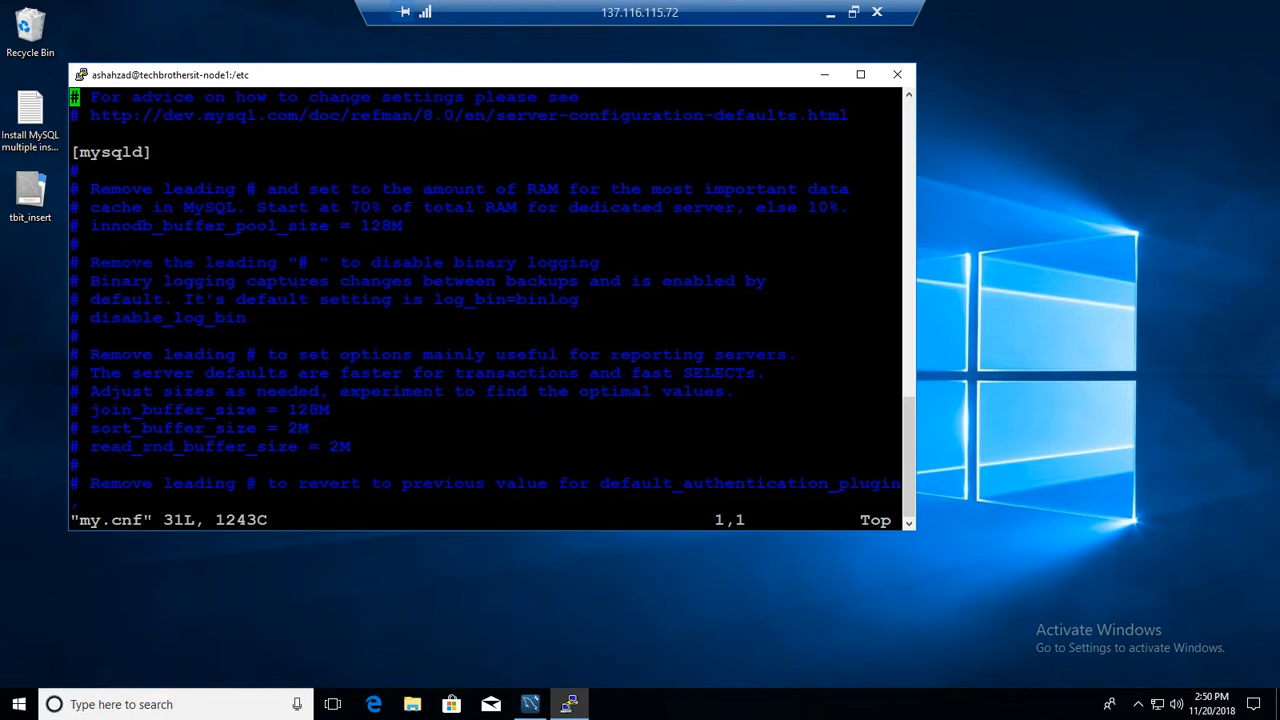 137.116.115.72
Recycle Bin
Install MySQL
multiple ins...
tbit_insert
ashahzad@techbrothersit-node1:/etc
# For advice on how to change settings please see
# http://dev.mysql.com/doc/refman/8.0/en/server-configuration-defaults.html
[mysqld]
#
# Remove leading # and set to the amount of RAM for the most important data
# cache in MySQL. Start at 70% of total RAM for dedicated server, else 10%.
# innodb_buffer_pool_size = 128M
#
# Remove the leading "# " to disable binary logging
# Binary logging captures changes between backups and is enabled by
# default. It's default setting is log_bin=binlog
# disable_log_bin
#
# Remove leading # to set options mainly useful for reporting servers.
# The server defaults are faster for transactions and fast SELECTs.
# Adjust sizes as needed, experiment to find the optimal values.
# join_buffer_size = 128M
# sort_buffer_size = 2M
# read_rnd_buffer_size = 2M
#
# Remove leading # to revert to previous value for default_authentication_plugin
,
"my.cnf" 31L, 1243C 1,1 Top
Activate Windows
Go to Settings to activate Windows.
Type here to search
2:50 PM
11/20/2018